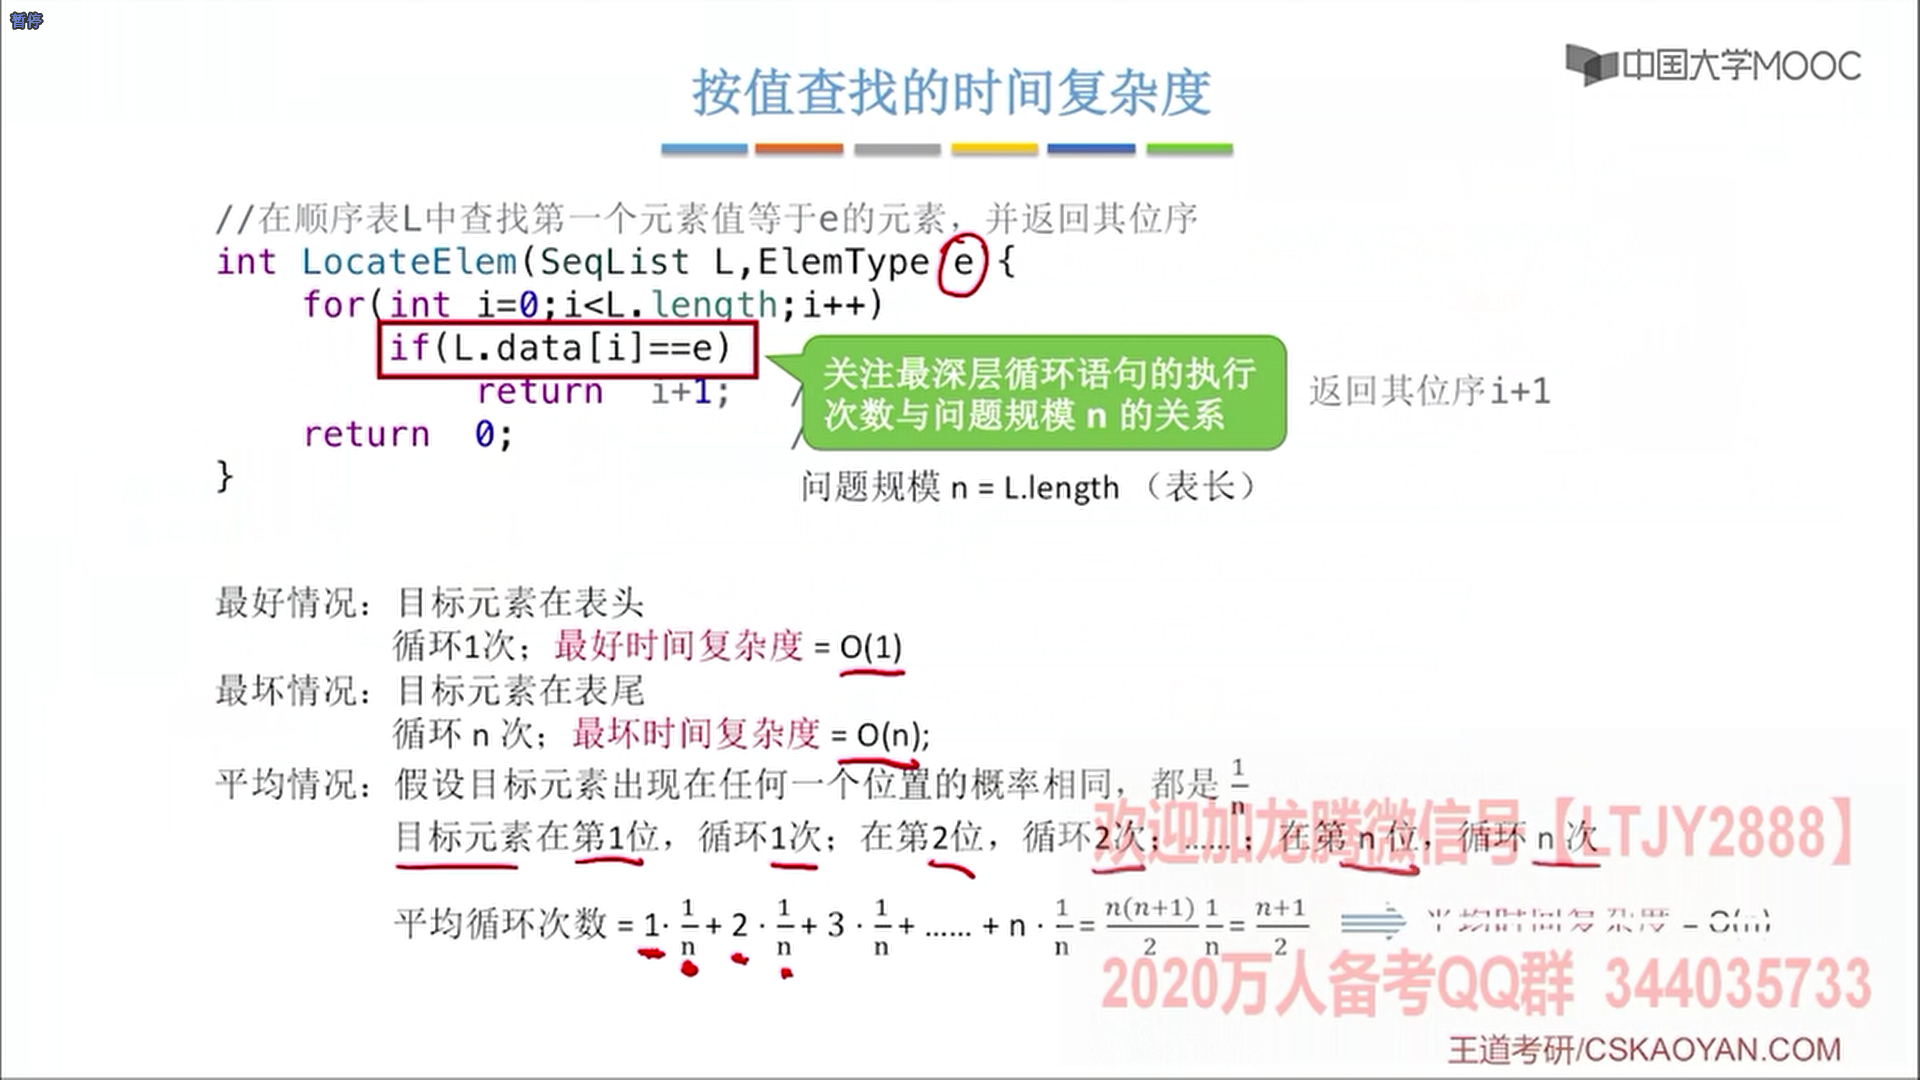 暂停
中国大学MOOC
按值查找的时间复杂度
//在顺序表L中查找第一个元素值等于e的元素，并返回其位序
int LocateElem(SeqList L,ElemType e){
for(int i=0;i<L.length;i++)
if(L.data[i]==e)
return i+1; / 返回其位序i+1
关注最深层循环语句的执行
次数与问题规模 n 的关系
return 0; /
}
问题规模 n = L.length （表长）
最好情况：目标元素在表头
循环1次；最好时间复杂度 = O(1)
最坏情况：目标元素在表尾
循环 n 次；最坏时间复杂度 = O(n);
平均情况：假设目标元素出现在任何一个位置的概率相同，都是 1/n
欢迎加龙腾微信号【LTJY2888】
目标元素在第1位，循环1次；在第2位，循环2次；……；在第 n 位，循环 n 次
平均循环次数 = 1· 1/n + 2 · 1/n + 3 · 1/n + …… + n · 1/n = n(n+1)/2 1/n = n+1/2 平均时间复杂度 = O(n)
2020万人备考QQ群 344035733
王道考研/CSKAOYAN.COM